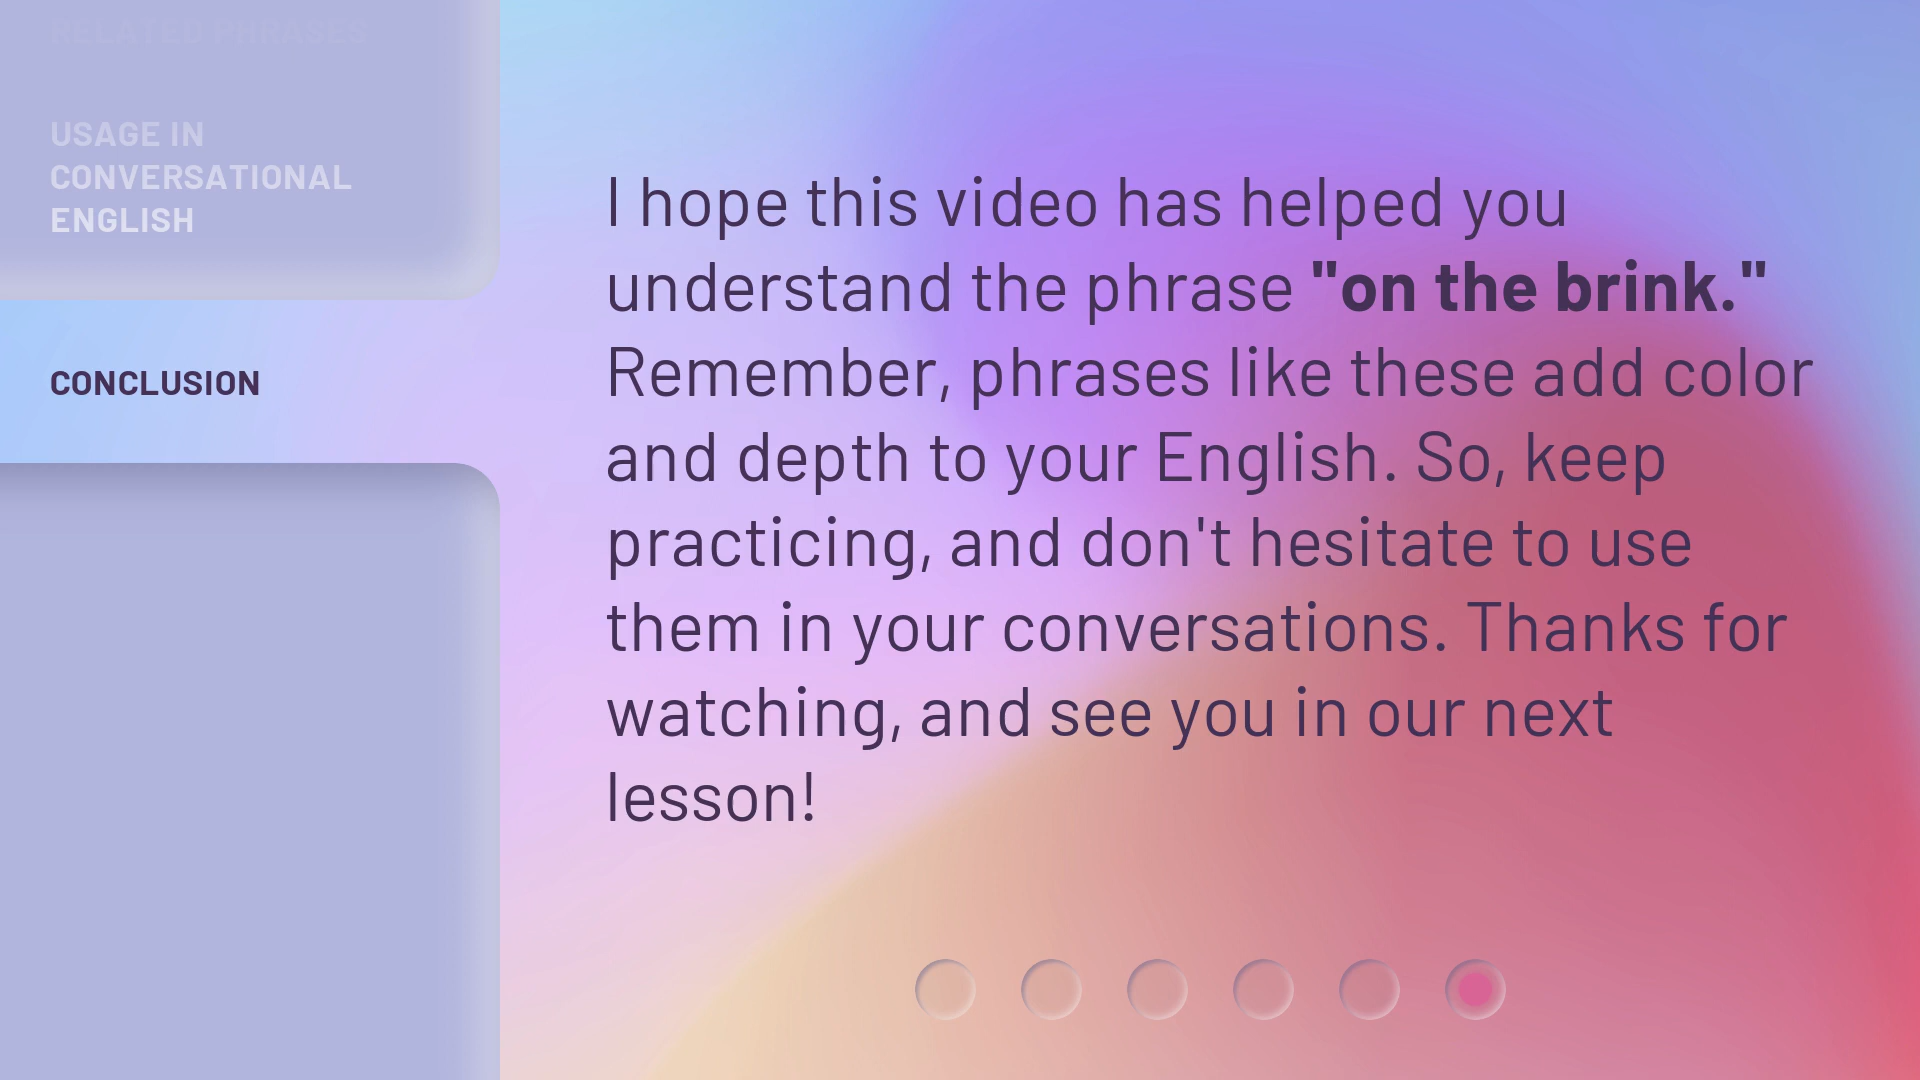 RELATED PHRASES
USAGE IN
CONVERSATIONAL
ENGLISH
CONCLUSION
I hope this video has helped you
understand the phrase "on the brink."
Remember, phrases like these add color
and depth to your English. So, keep
practicing, and don't hesitate to use
them in your conversations. Thanks for
watching, and see you in our next
lesson!